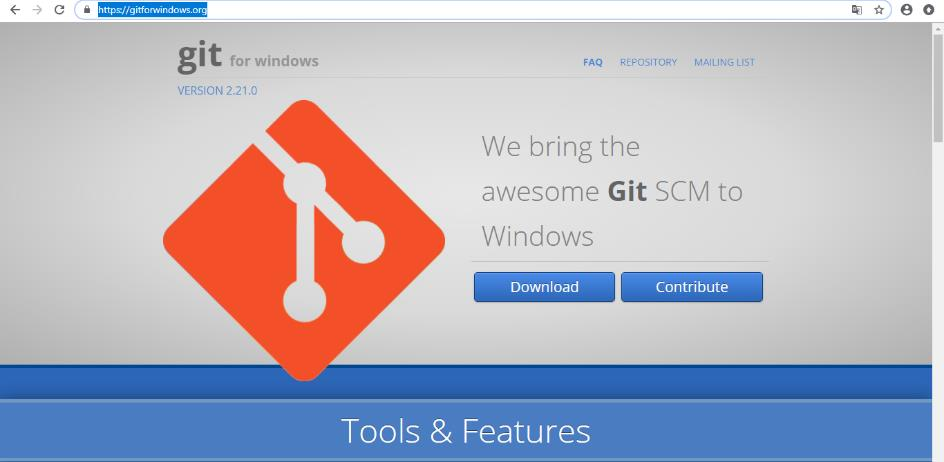 https://gitforwindows.org
git for windows
FAQ REPOSITORY MAILING LIST
VERSION 2.21.0
We bring the
awesome Git SCM to
Windows
Download Contribute
Tools & Features